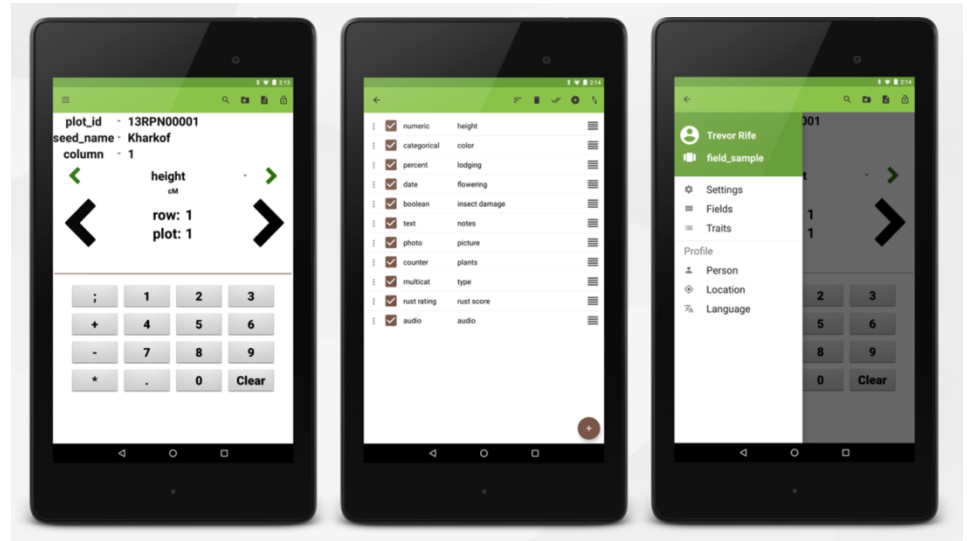 2:13
plot_id 13RPN00001
seed_name Kharkof
column 1
height
cM
row: 1
plot: 1
; 1 2 3
+ 4 5 6
- 7 8 9
* . 0 Clear
2:14
numeric height
categorical color
percent lodging
date flowering
boolean insect damage
text notes
photo picture
counter plants
multicat type
rust rating rust score
audio audio
+
2:14
Trevor Rife
001
field_sample
Settings
Fields
Traits
1
1
Profile
Person
Location
Language
2 3
5 6
8 9
0 Clear